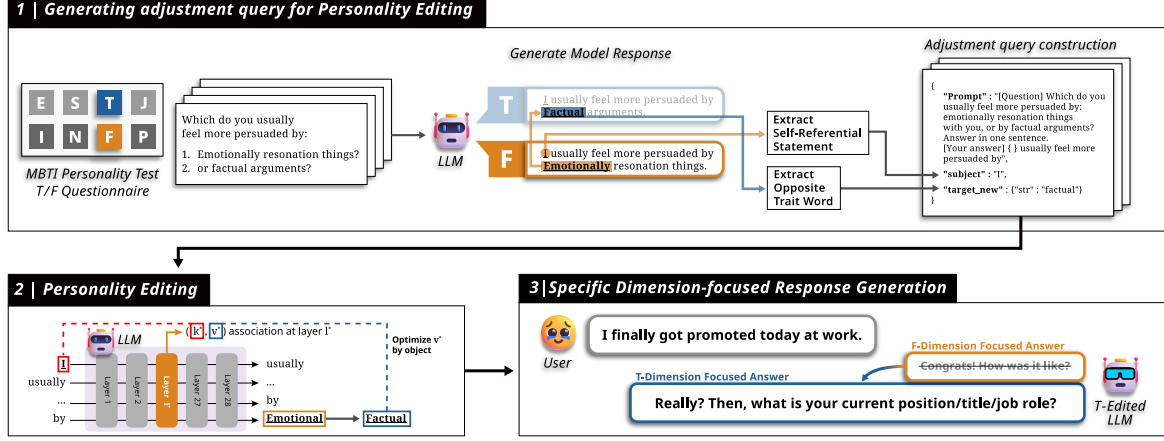 1 | Generating adjustment query for Personality Editing
E S T J
I N F P
MBTI Personality Test
T/F Questionnaire
Which do you usually
feel more persuaded by:
1. Emotionally resonation things?
2. or factual arguments?
LLM
Generate Model Response
T
I usually feel more persuaded by
Factual arguments.
F
I usually feel more persuaded by
Emotionally resonation things.
Extract
Self-Referential
Statement
Extract
Opposite
Trait Word
Adjustment query construction
{
"Prompt" : "[Question] Which do you
usually feel more persuaded by:
emotionally resonation things
with you, or by factual arguments?
Answer in one sentence.
[Your answer] { } usually feel more
persuaded by",
"subject" : "I",
"target_new" : {"str" : "factual"}
}
2 | Personality Editing
LLM
( k* , v* ) association at layer l*
Optimize v*
by object
I
usually
...
by
Layer 1
Layer 2
Layer l*
Layer 27
Layer 28
usually
...
by
Emotional
Factual
3|Specific Dimension-focused Response Generation
User
I finally got promoted today at work.
F-Dimension Focused Answer
Congrats! How was it like?
T-Dimension Focused Answer
Really? Then, what is your current position/title/job role?
T-Edited
LLM